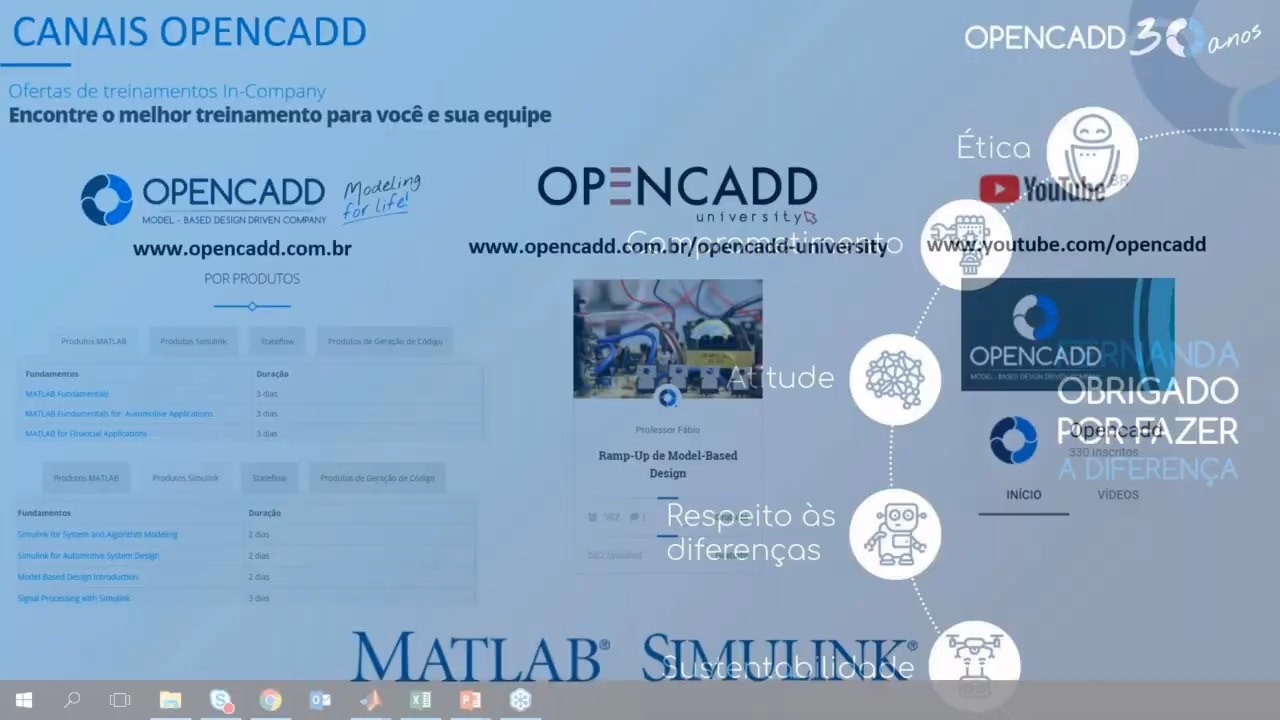 CANAIS OPENCADD
OPENCADD 30 anos
Ofertas de treinamentos In-Company
Encontre o melhor treinamento para você e sua equipe
OPENCADD
MODEL - BASED DESIGN DRIVEN COMPANY
Modeling
for life!
www.opencadd.com.br
POR PRODUTOS
Produtos MATLAB Produtos Simulink Stateflow Produtos de Geração de Código
Fundamentos Duração
MATLAB Fundamentals 3 dias
MATLAB Fundamentals for Automotive Applications 3 dias
MATLAB for Financial Applications 3 dias
Produtos MATLAB Produtos Simulink Stateflow Produtos de Geração de Código
Fundamentos Duração
Simulink for System and Algorithm Modeling 2 dias
Simulink for Automotive System Design 2 dias
Model-Based Design Introduction 2 dias
Signal Processing with Simulink 3 dias
OPENCADD
university
www.opencadd.com.br/opencadd-university
Professor Fábio
Ramp-Up of Model-Based
Design
582 1
582 Enrolled
Ética
Comprometimento
Atitude
Respeito às
diferenças
Sustentabilidade
YouTube BR
www.youtube.com/opencadd
OPENCADD
MODEL - BASED DESIGN DRIVEN COMPANY
Opencadd
330 inscritos
INÍCIO VÍDEOS
FERNANDA
OBRIGADO
POR FAZER
A DIFERENÇA
MATLAB® SIMULINK®